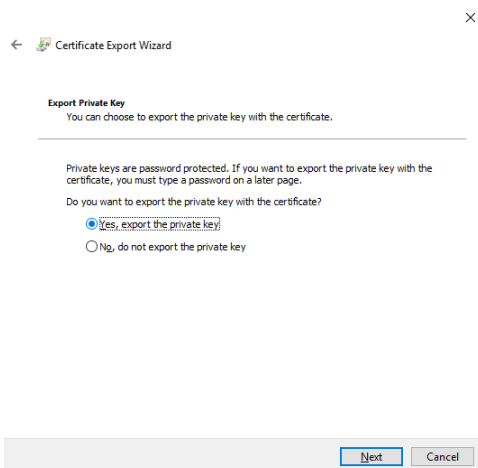 Certificate Export Wizard
Export Private Key
You can choose to export the private key with the certificate.
Private keys are password protected. If you want to export the private key with the
certificate, you must type a password on a later page.
Do you want to export the private key with the certificate?
Yes, export the private key
No, do not export the private key
Next Cancel